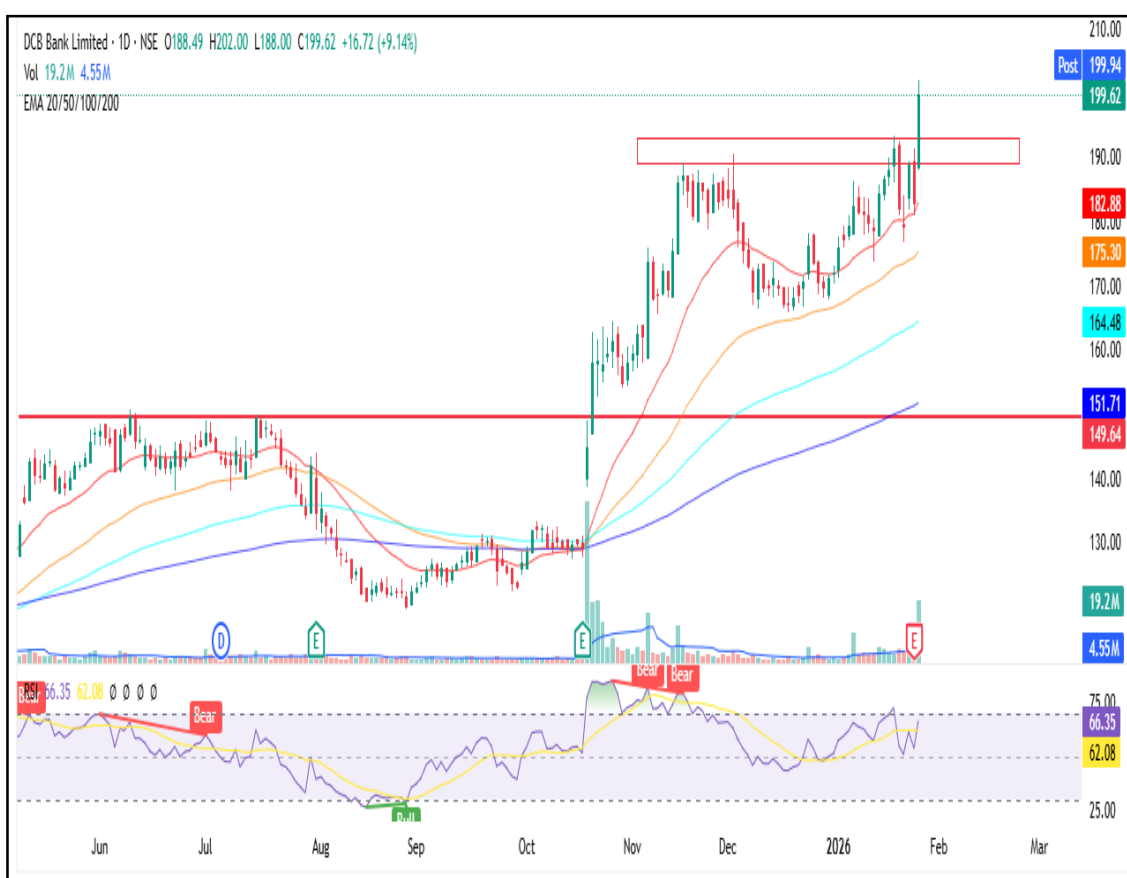 DCB Bank Limited · 1D · NSE O188.49 H202.00 L188.00 C199.62 +16.72 (+9.14%)
Vol 19.2M 4.55M
EMA 20/50/100/200
210.00
Post 199.94
199.62
190.00
182.88
180.00
175.30
170.00
164.48
160.00
151.71
149.64
140.00
130.00
19.2M
4.55M
D
E
E
E
RSI 66.35 62.08 Ø Ø Ø Ø
Bear
Bear
Bear
Bear
Bull
75.00
66.35
62.08
25.00
Jun Jul Aug Sep Oct Nov Dec 2026 Feb Mar